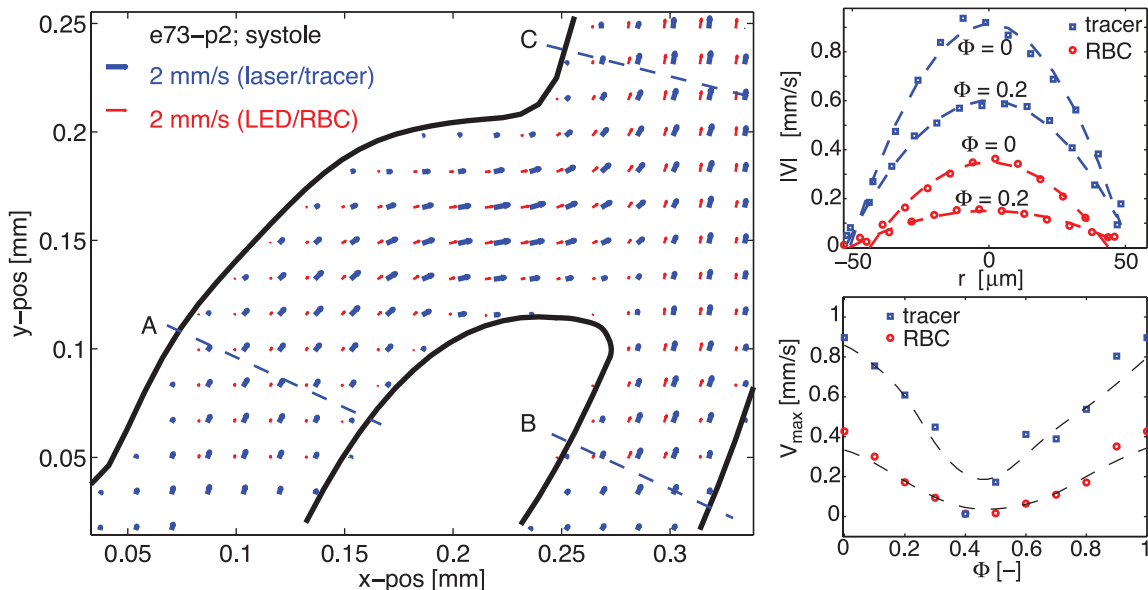 e73−p2; systole
2 mm/s (laser/tracer)
2 mm/s (LED/RBC)
A
B
C
0.25
0.2
0.15
0.1
0.05
y−pos [mm]
0.05 0.1 0.15 0.2 0.25 0.3
x−pos [mm]
tracer
RBC
Φ = 0
Φ = 0.2
Φ = 0
Φ = 0.2
0.8
0.6
0.4
0.2
0
|V| [mm/s]
−50 0 50
r [μm]
tracer
RBC
1
0.8
0.6
0.4
0.2
0
Vmax [mm/s]
0 0.2 0.4 0.6 0.8 1
Φ [−]